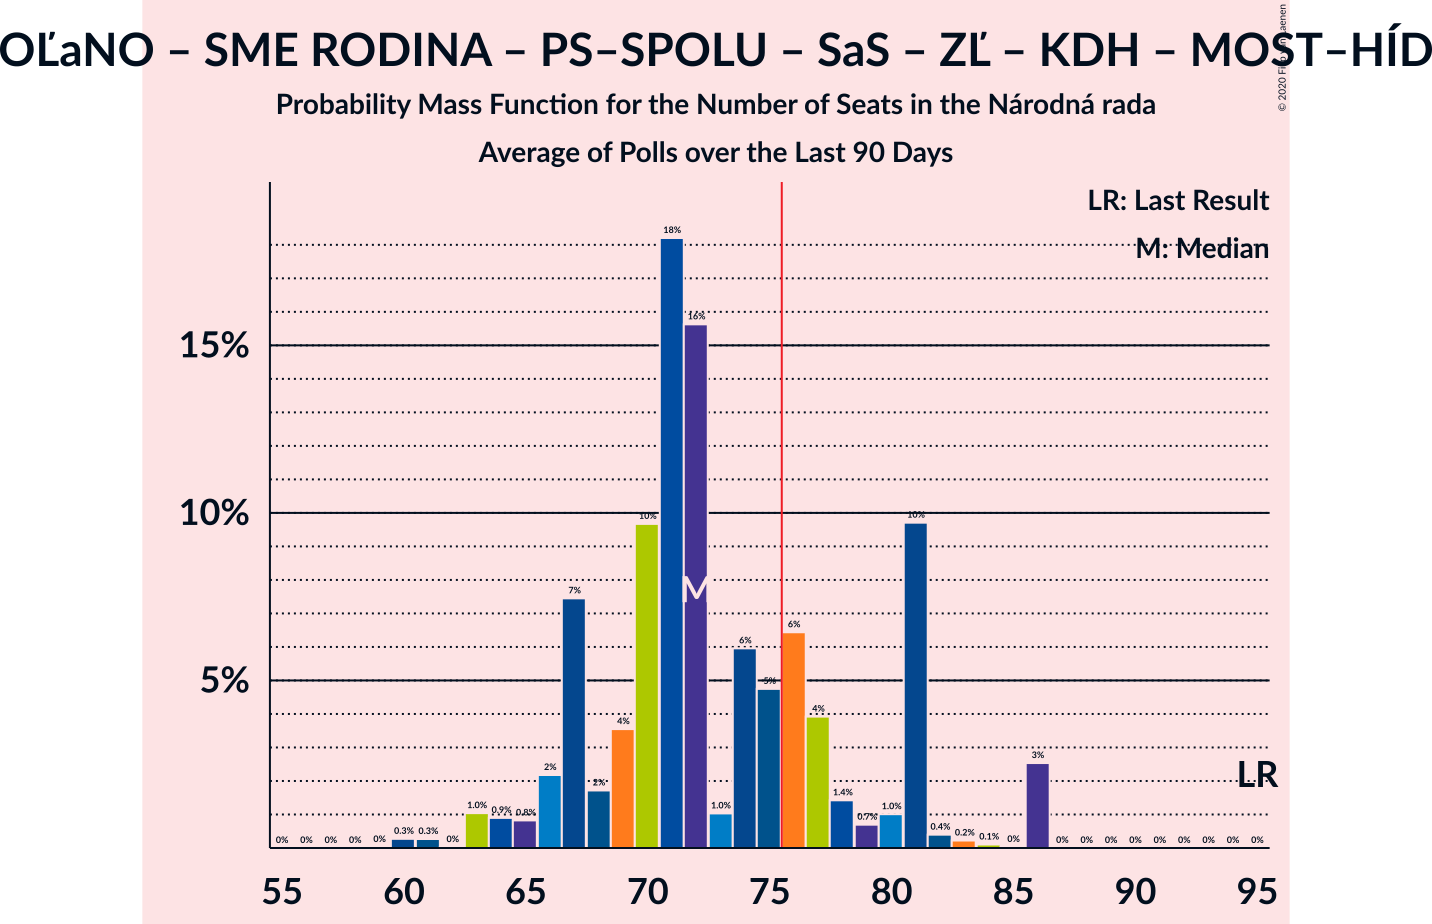 OĽaNO – SME RODINA – PS–SPOLU – SaS – ZĽ – KDH – MOST–HÍD
Probability Mass Function for the Number of Seats in the Národná rada
Average of Polls over the Last 90 Days
© 2020 Filip van Laenen
LR: Last Result
M: Median
15%
10%
5%
0% 0% 0% 0% 0% 0.3% 0.3% 0% 1.0% 0.9% 0.8% 2% 7% 2% 4% 10% 18% 16% 1.0% 6% 5% 6% 4% 1.4% 0.7% 1.0% 10% 0.4% 0.2% 0.1% 0% 3% 0% 0% 0% 0% 0% 0% 0% 0% 0%
M
LR
55 60 65 70 75 80 85 90 95